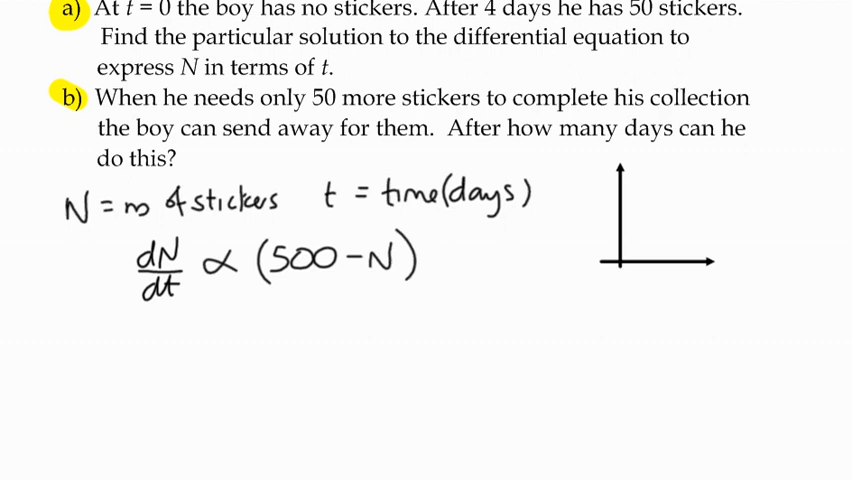 a) At t = 0 the boy has no stickers. After 4 days he has 50 stickers.
Find the particular solution to the differential equation to
express N in terms of t.
b) When he needs only 50 more stickers to complete his collection
the boy can send away for them. After how many days can he
do this?
N = no of stickers t = time(days)
dN/dt ∝ (500 - N)